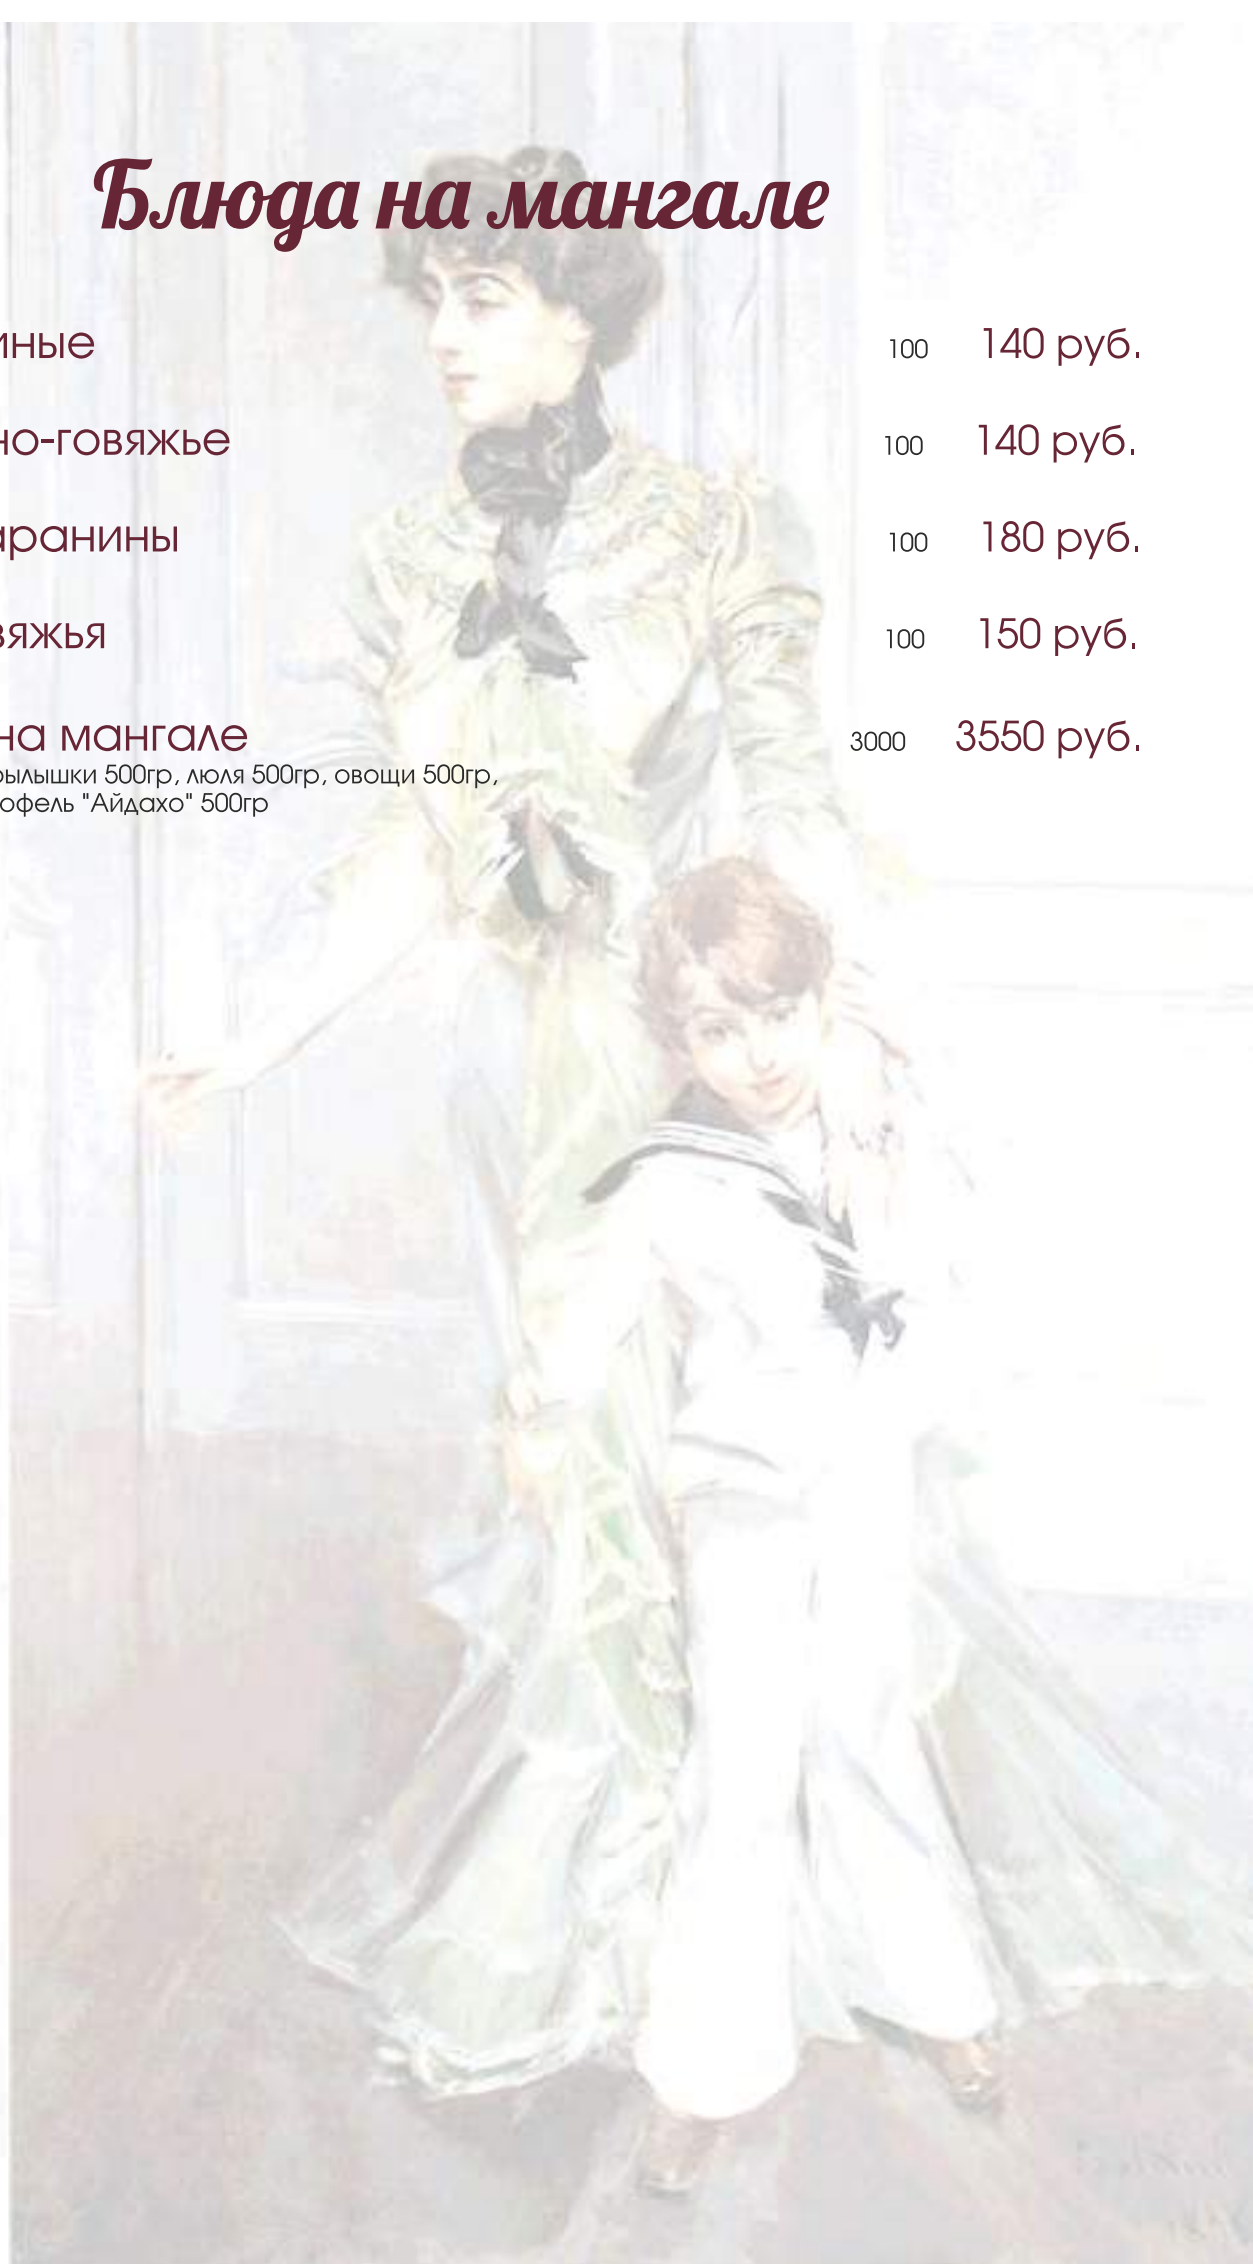 Блюда на мангале
иные 100 140 руб.
но-говяжье 100 140 руб.
аранины 100 180 руб.
вяжья 100 150 руб.
на мангале 3000 3550 руб.
рылышки 500гр, люля 500гр, овощи 500гр,
офель "Айдахо" 500гр